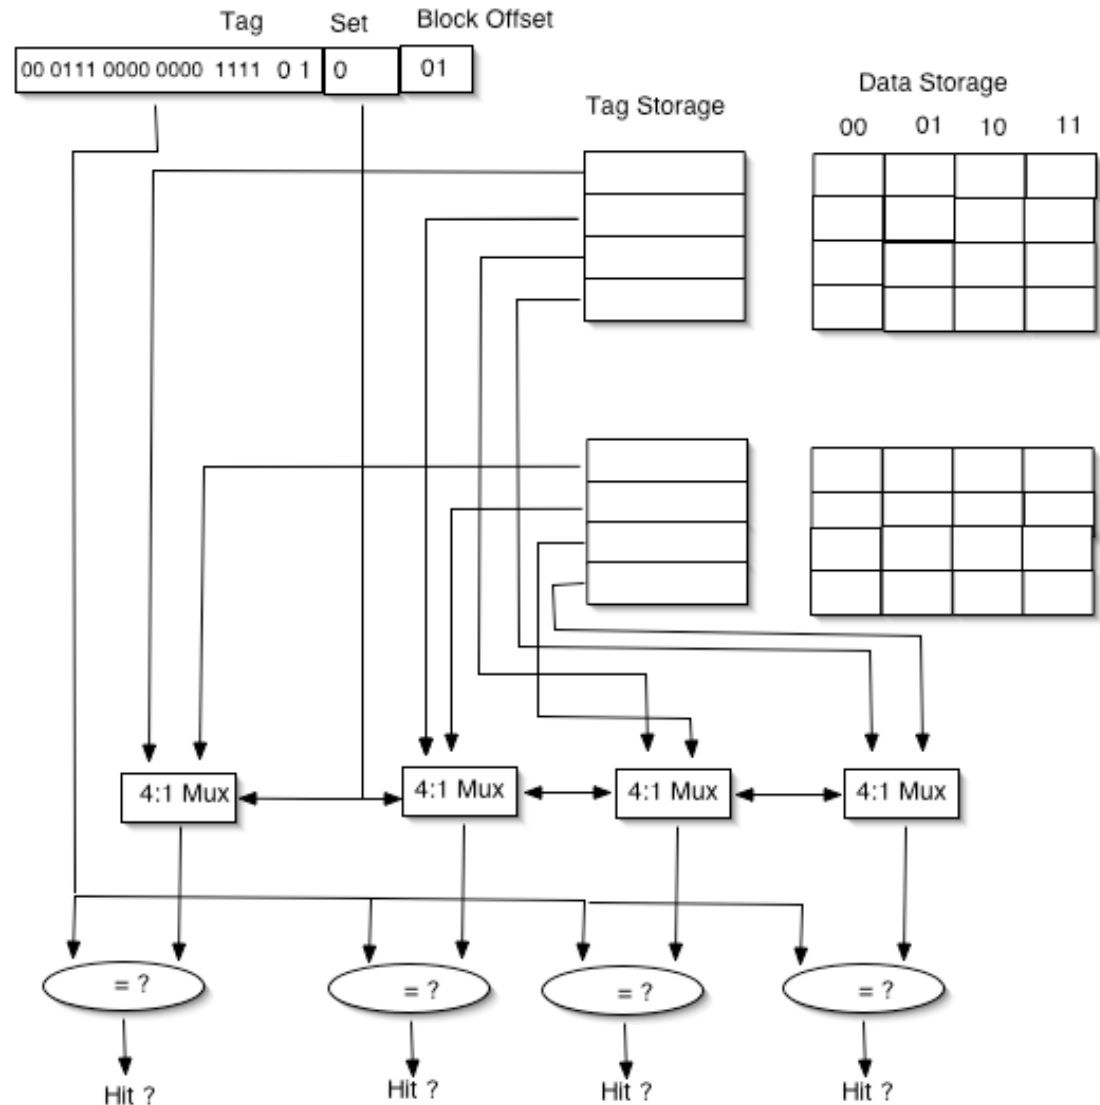 Tag Set Block Offset
00 0111 0000 0000 1111 0 1 0 01
Tag Storage
Data Storage
00 01 10 11
4:1 Mux 4:1 Mux 4:1 Mux 4:1 Mux
= ? = ? = ? = ?
Hit ? Hit ? Hit ? Hit ?